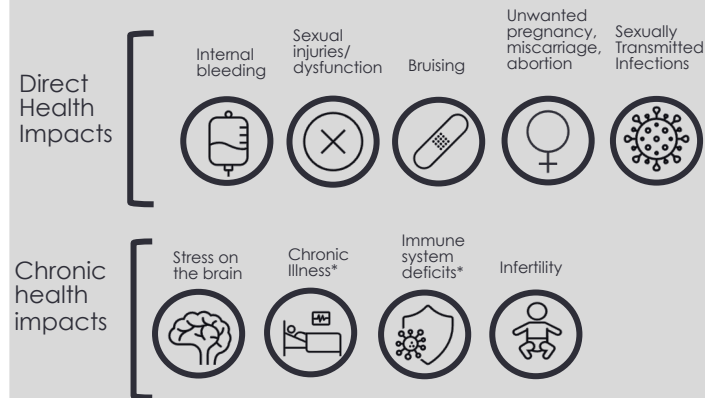 Direct
Health
Impacts
Internal
bleeding
Sexual
injuries/
dysfunction
Bruising
Unwanted
pregnancy,
miscarriage,
abortion
Sexually
Transmitted
Infections
Chronic
health
impacts
Stress on
the brain
Chronic
Illness*
Immune
system
deficits*
Infertility